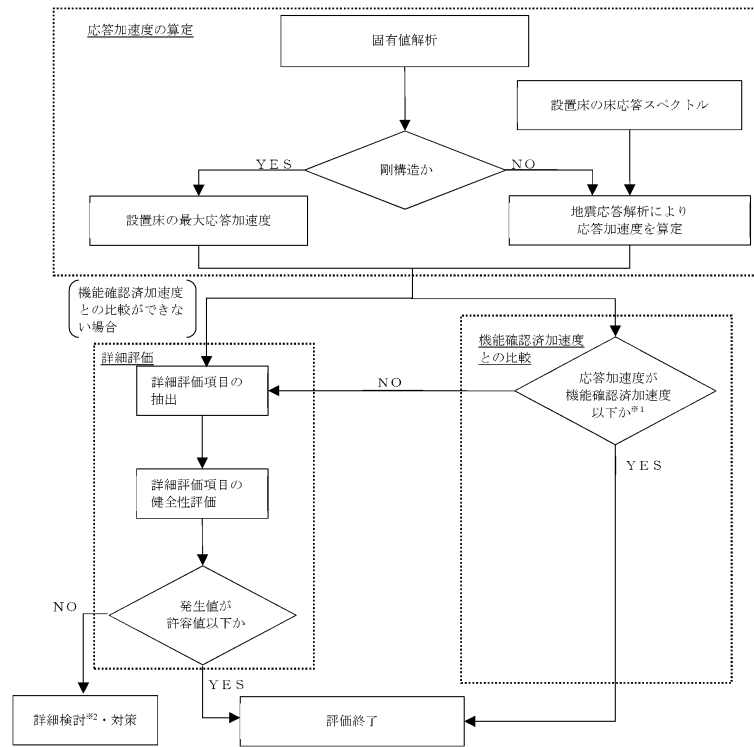 応答加速度の算定
固有値解析
設置床の床応答スペクトル
ＹＥＳ
剛構造か
ＮＯ
設置床の最大応答加速度
地震応答解析により
応答加速度を算定
機能確認済加速度
との比較ができな
い場合
機能確認済加速度
との比較
詳細評価
詳細評価項目の
抽出
ＮＯ
応答加速度が
機能確認済加速度
以下か※1
ＹＥＳ
詳細評価項目の
健全性評価
ＮＯ
発生値が
許容値以下か
ＹＥＳ
詳細検討※2・対策
評価終了